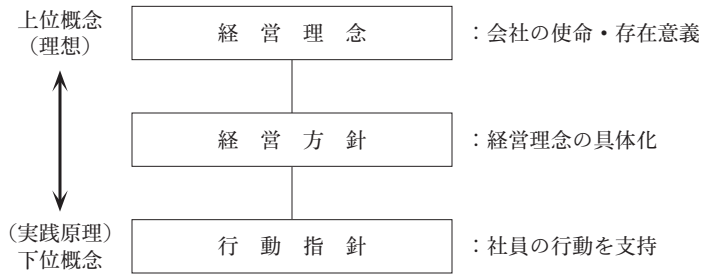 上位概念
（理想）
経営理念
：会社の使命・存在意義
経営方針
：経営理念の具体化
（実践原理）
下位概念
行動指針
：社員の行動を支持